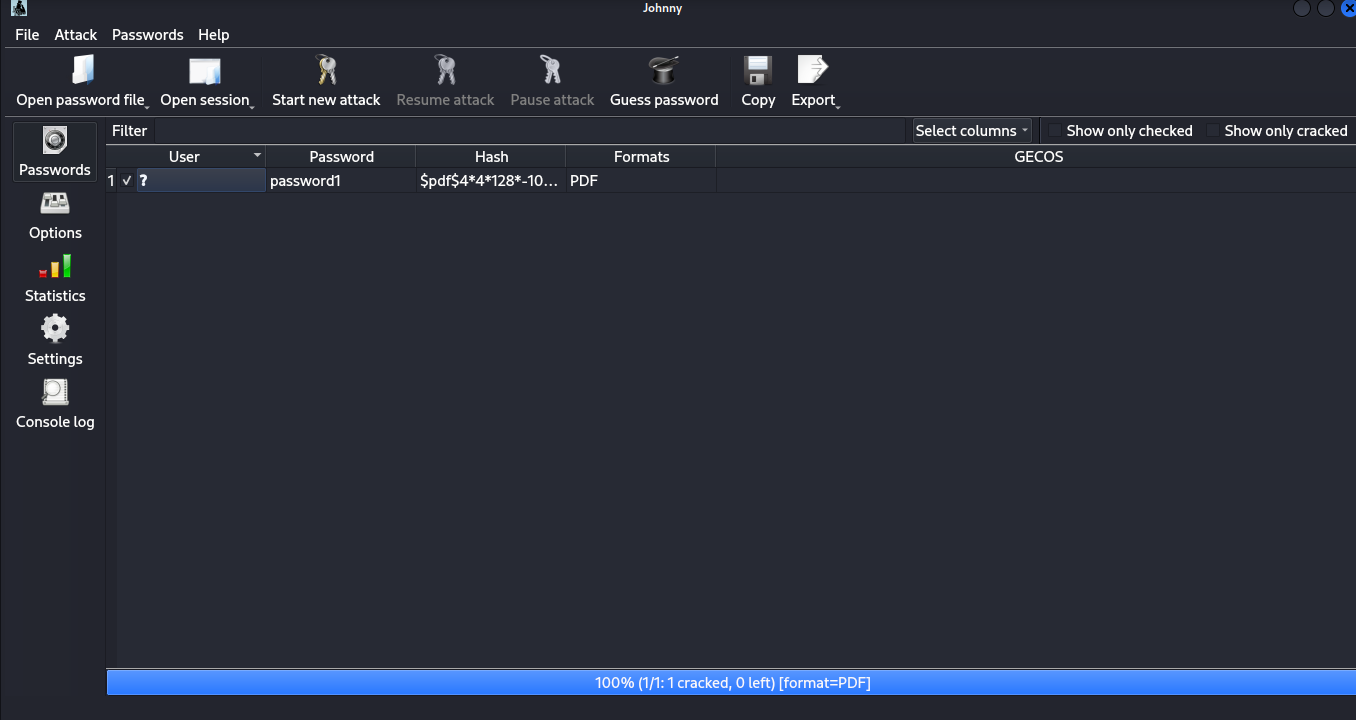 Johnny
File Attack Passwords Help
Open password file Open session Start new attack Resume attack Pause attack Guess password Copy Export
Filter Select columns Show only checked Show only cracked
Passwords
User Password Hash Formats GECOS
1 ? password1 $pdf$4*4*128*-10... PDF
Options
Statistics
Settings
Console log
100% (1/1: 1 cracked, 0 left) [format=PDF]